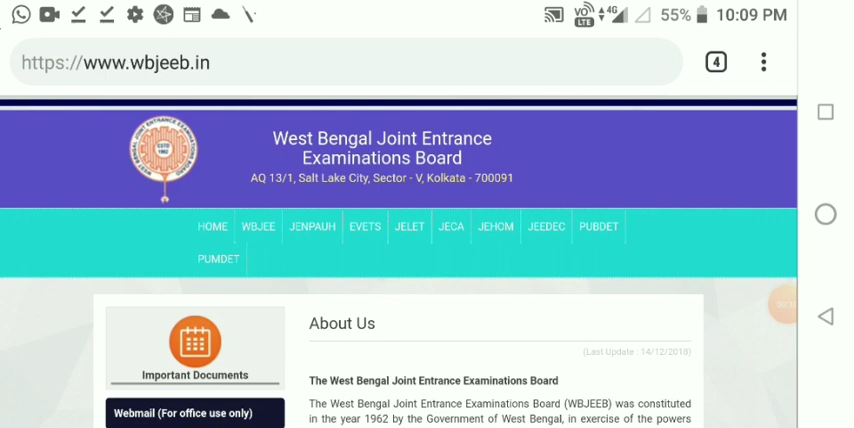 VO) LTE 4G 55% 10:09 PM
https://www.wbjeeb.in 4
West Bengal Joint Entrance
Examinations Board
AQ 13/1, Salt Lake City, Sector - V, Kolkata - 700091
HOME WBJEE JENPAUH EVETS JELET JECA JEHOM JEEDEC PUBDET
PUMDET
Important Documents
Webmail (For office use only)
About Us
(Last Update : 14/12/2018)
The West Bengal Joint Entrance Examinations Board
The West Bengal Joint Entrance Examinations Board (WBJEEB) was constituted
in the year 1962 by the Government of West Bengal, in exercise of the powers